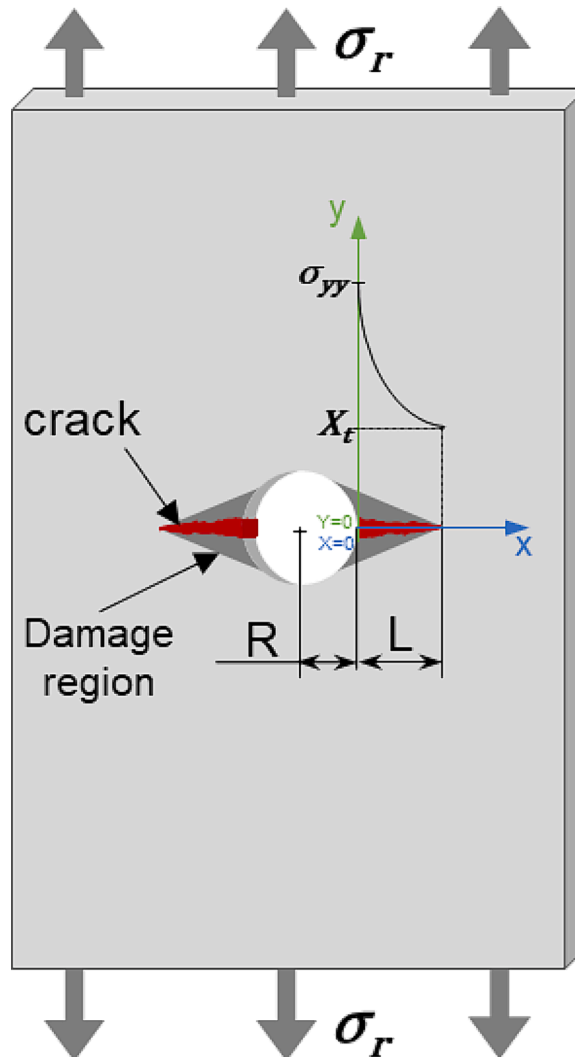 σr
y
σyy
crack
Xt
Y=0
X=0
x
Damage
region
R
L
σr